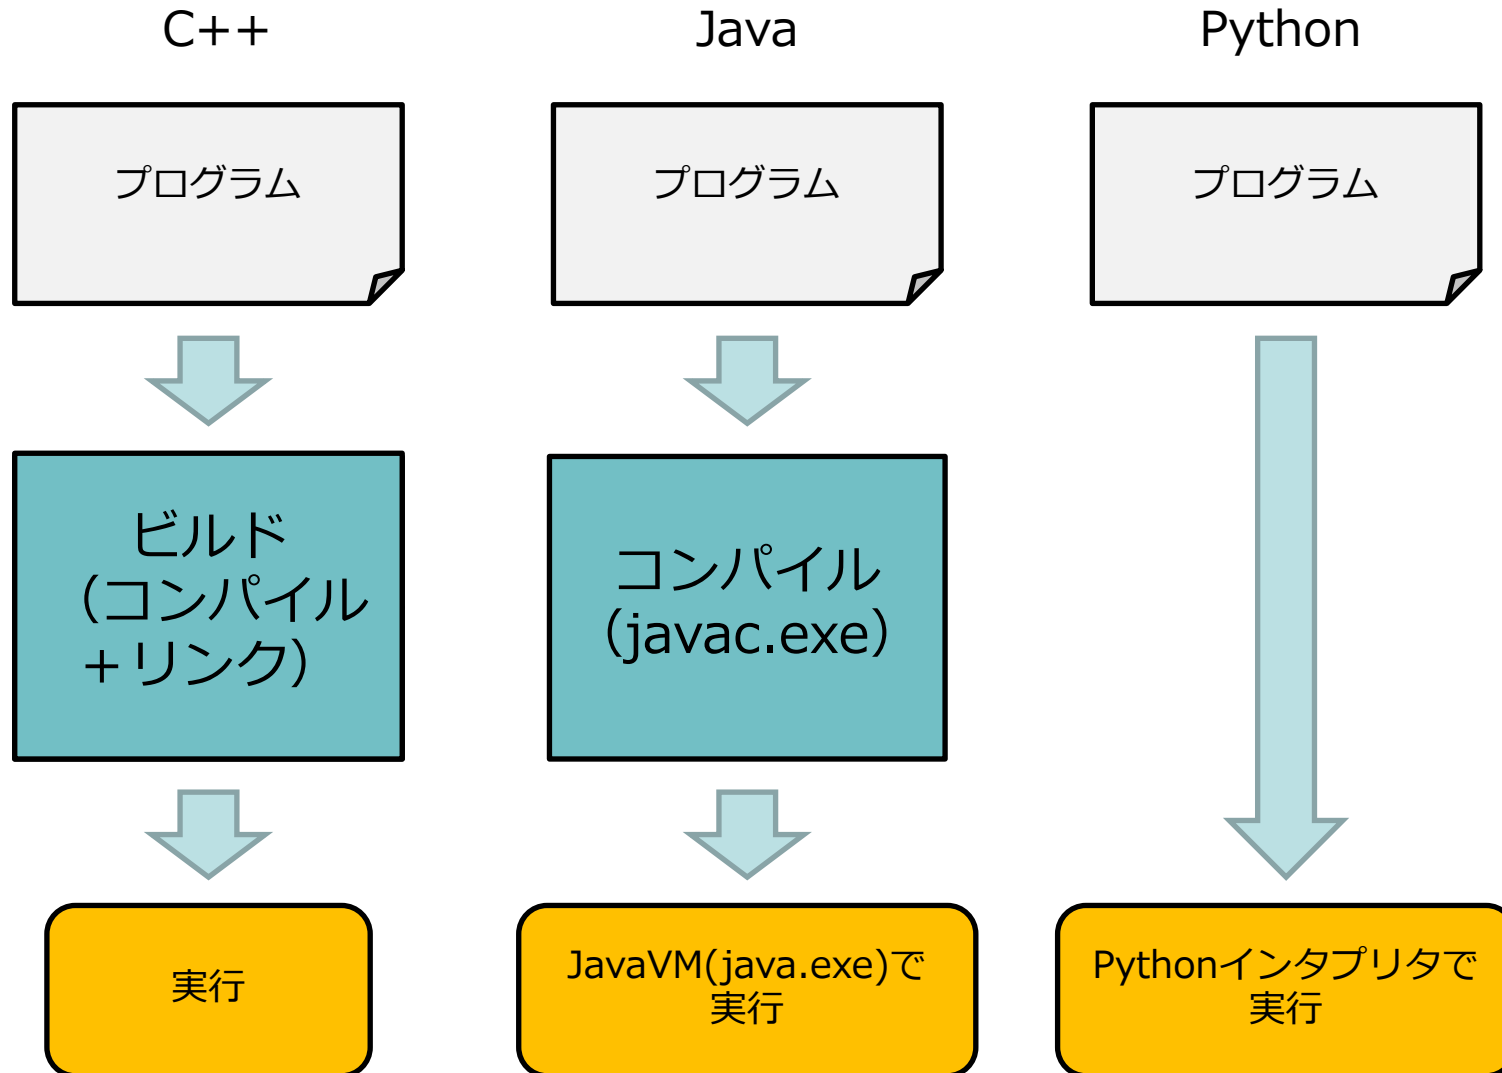 C++
Java
Python
プログラム
プログラム
プログラム
ビルド
（コンパイル
＋リンク）
コンパイル
（javac.exe）
実行
JavaVM(java.exe)で
実行
Pythonインタプリタで
実行